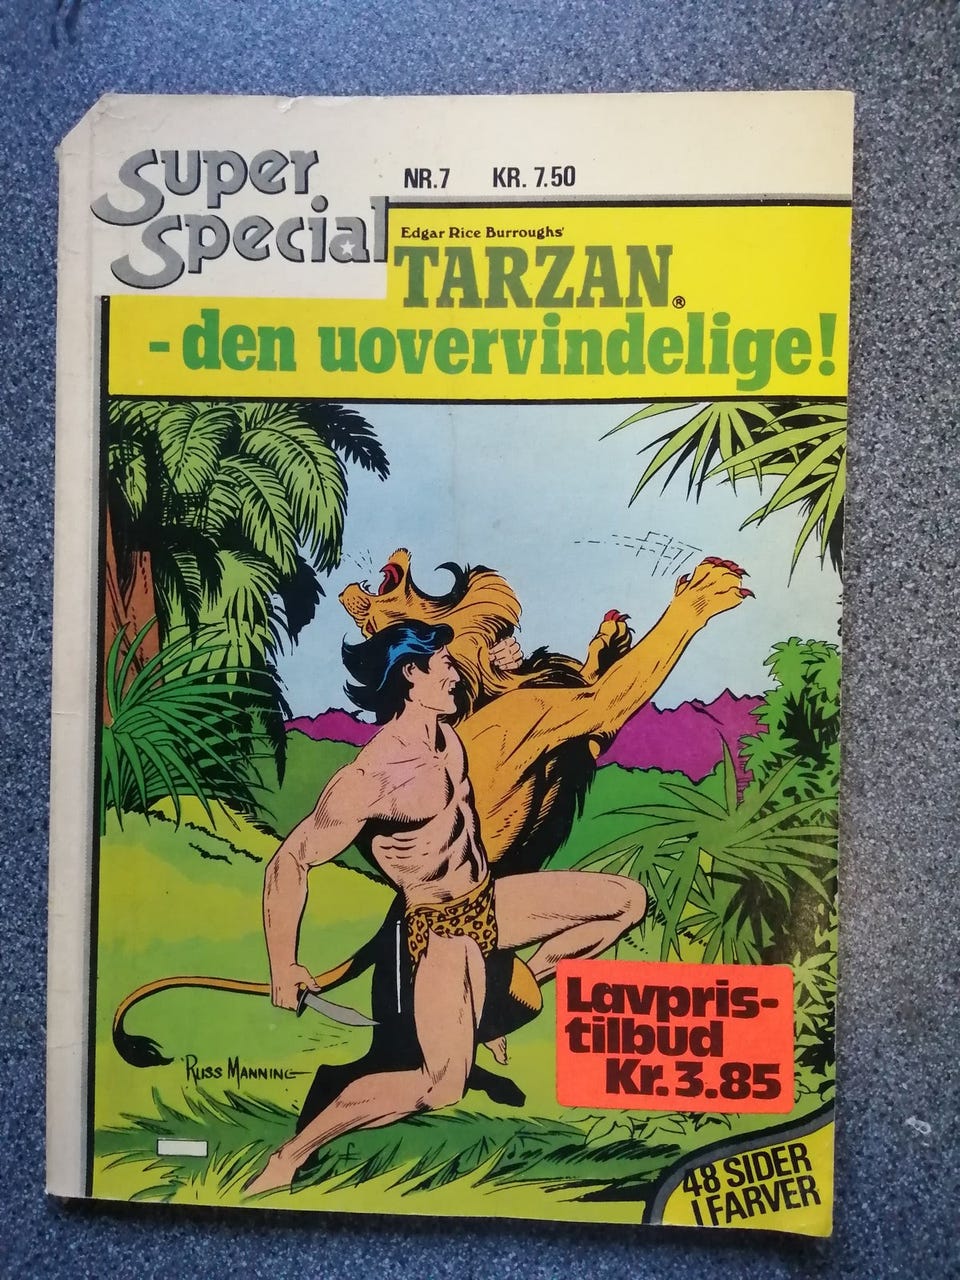 Super
Special
NR.7 KR. 7.50
Edgar Rice Burroughs'
TARZAN®
- den uovervindelige!
RUSS MANNING
Lavpris-
tilbud
Kr. 3.85
48 SIDER
I FARVER